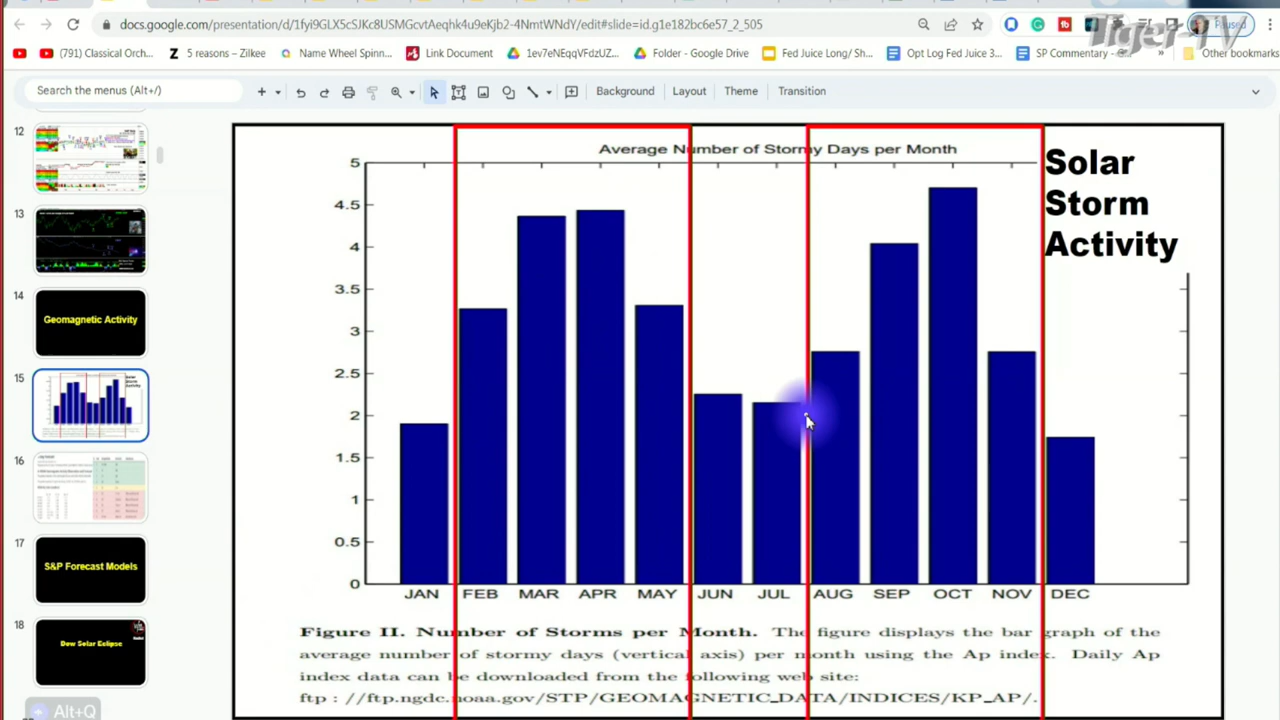 docs.google.com/presentation/d/1fyi9GLX5cSJKc8USMGcvtAeqhk4u9eKD2-4NmtWNdY/edit#slide=id.g1e182bc6e57_2_505
Paused
Tiger-TV
(791) Classical Orch...
5 reasons – Zilkee
Name Wheel Spinn...
Link Document
1ev7eNEqqVFdzUZ...
Folder - Google Drive
Fed Juice Long/ Sh...
Opt Log Fed Juice 3...
SP Commentary
»
Other bookmarks
Search the menus (Alt+/)
Background
Layout
Theme
Transition
12
13
14
Geomagnetic Activity
15
16
17
S&P Forecast Models
18
Dow Solar Eclipse
Alt+Q
Average Number of Stormy Days per Month
Solar
Storm
Activity
5
4.5
4
3.5
3
2.5
2
1.5
1
0.5
0
JAN FEB MAR APR MAY JUN JUL AUG SEP OCT NOV DEC
Figure II. Number of Storms per Month. The figure displays the bar graph of the
average number of stormy days (vertical axis) per month using the Ap index. Daily Ap
index data can be downloaded from the following web site:
ftp : //ftp.ngdc.noaa.gov/STP/GEOMAGNETIC_DATA/INDICES/KP_AP/.